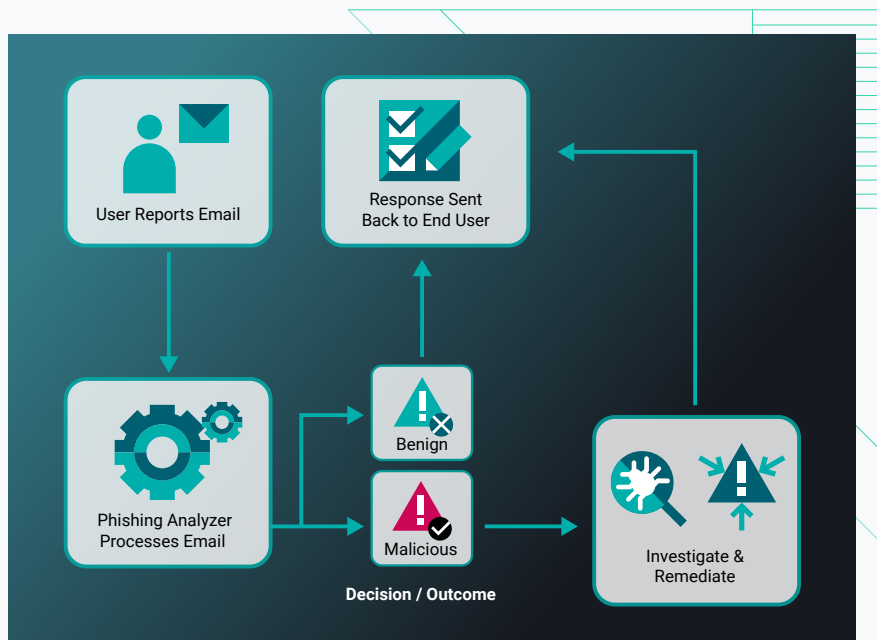 User Reports Email
Response Sent
Back to End User
Phishing Analyzer
Processes Email
Benign
Malicious
Decision / Outcome
Investigate &
Remediate